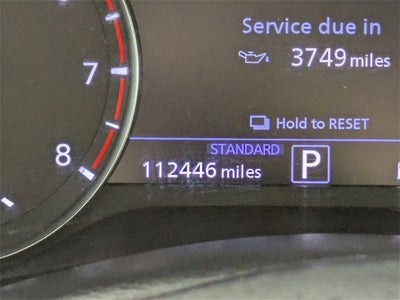 Service due in
3749 miles
7
Hold to RESET
STANDARD
8
112446 miles
P